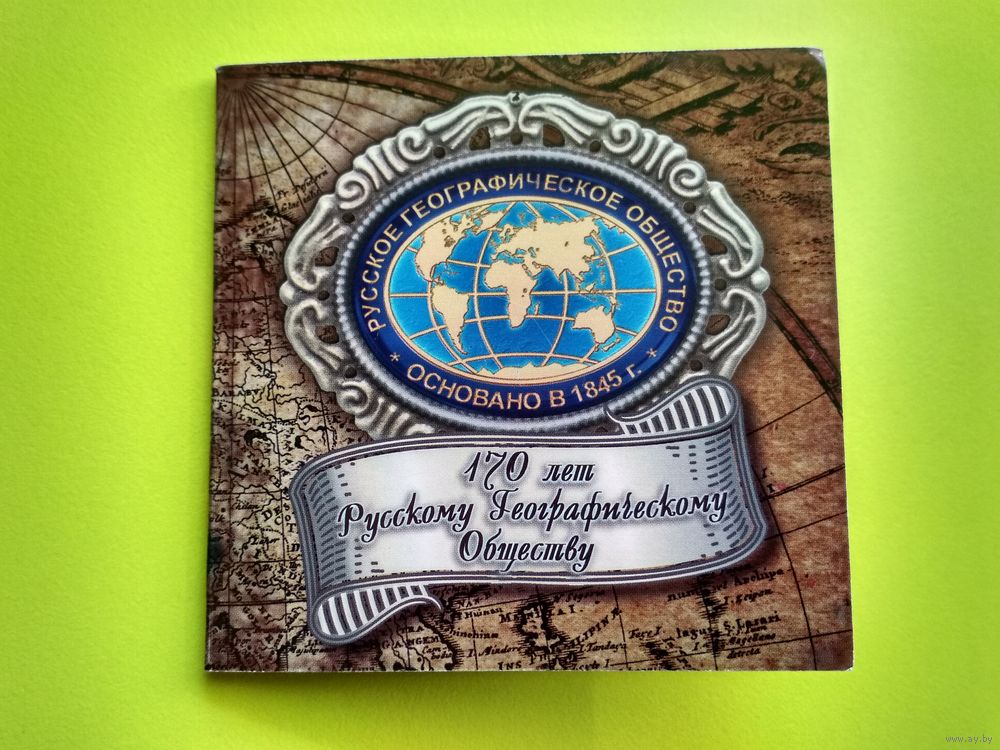 РУССКОЕ ГЕОГРАФИЧЕСКОЕ ОБЩЕСТВО
* ОСНОВАНО В 1845 г. *
170 лет
Русскому Географическому
Обществу
www.ay.by